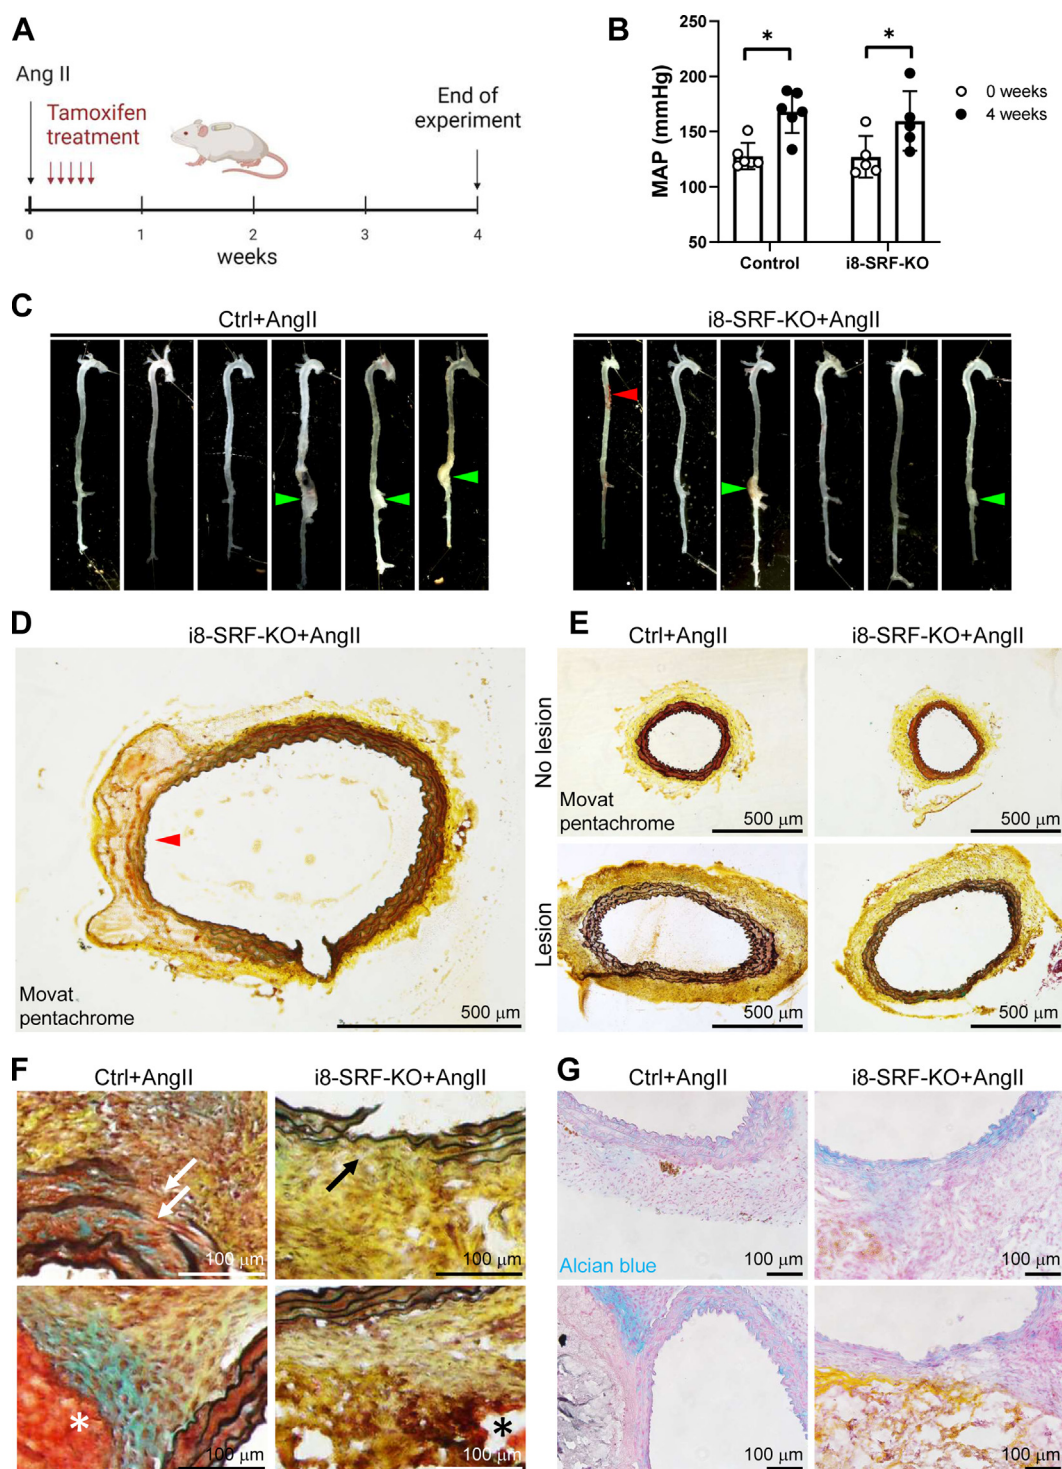 A
Ang II
Tamoxifen
treatment
End of
experiment
0 1 2 3 4
weeks
B
MAP (mmHg)
250
200
150
100
50
* *
0 weeks
4 weeks
Control i8-SRF-KO
C
Ctrl+AngII i8-SRF-KO+AngII
D
i8-SRF-KO+AngII
Movat
pentachrome
500 µm
E
Ctrl+AngII i8-SRF-KO+AngII
No lesion
Movat
pentachrome
500 µm 500 µm
Lesion
500 µm 500 µm
F
Ctrl+AngII i8-SRF-KO+AngII
100 µm 100 µm
* *
100 µm 100 µm
G
Ctrl+AngII i8-SRF-KO+AngII
Alcian blue
100 µm 100 µm
100 µm 100 µm